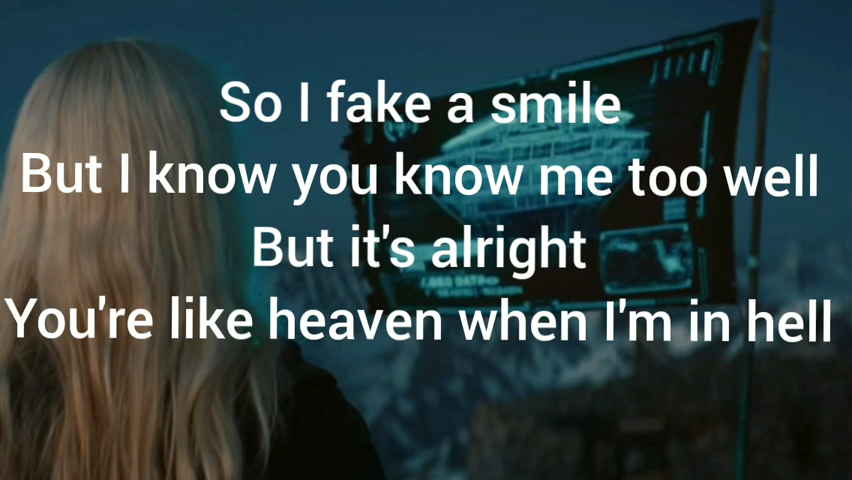 So I fake a smile
But I know you know me too well
But it's alright
You're like heaven when I'm in hell